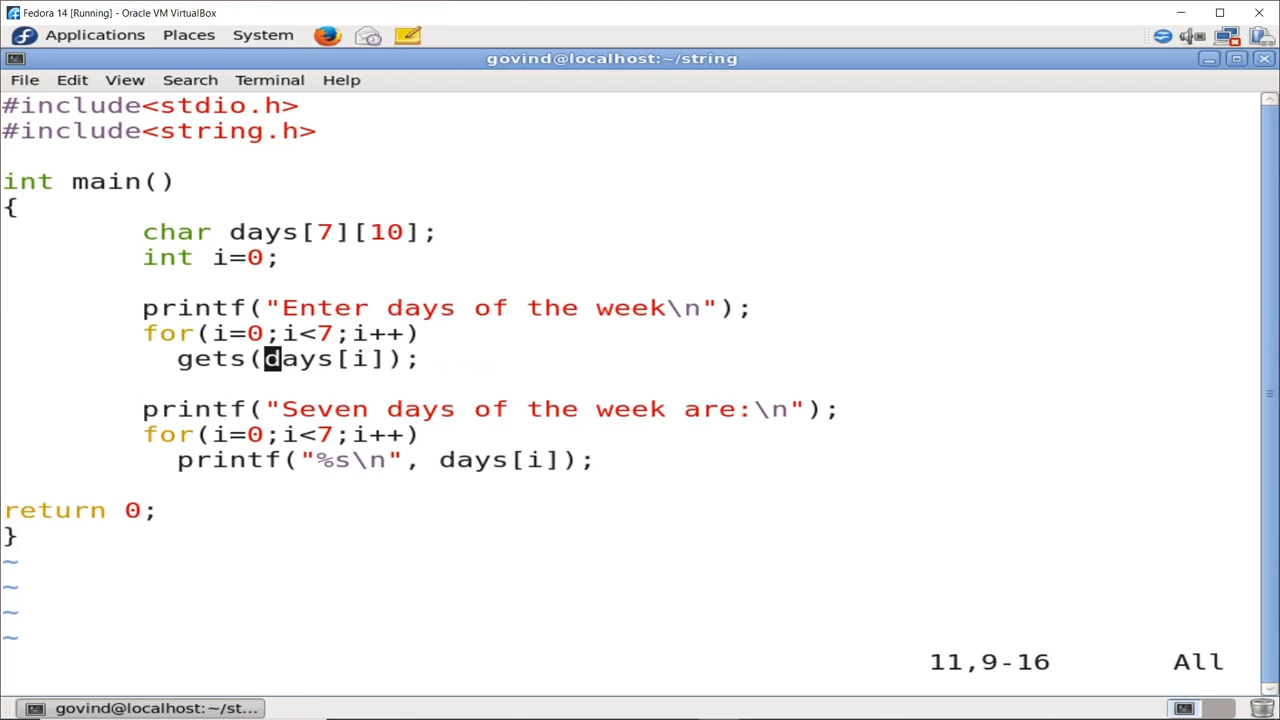 Fedora 14 [Running] - Oracle VM VirtualBox
Applications Places System
govind@localhost:~/string
File Edit View Search Terminal Help
#include<stdio.h>
#include<string.h>
int main()
{
char days[7][10];
int i=0;
printf("Enter days of the week\n");
for(i=0;i<7;i++)
gets(days[i]);
printf("Seven days of the week are:\n");
for(i=0;i<7;i++)
printf("%s\n", days[i]);
return 0;
}
~
~
~
~
11,9-16 All
govind@localhost:~/st...